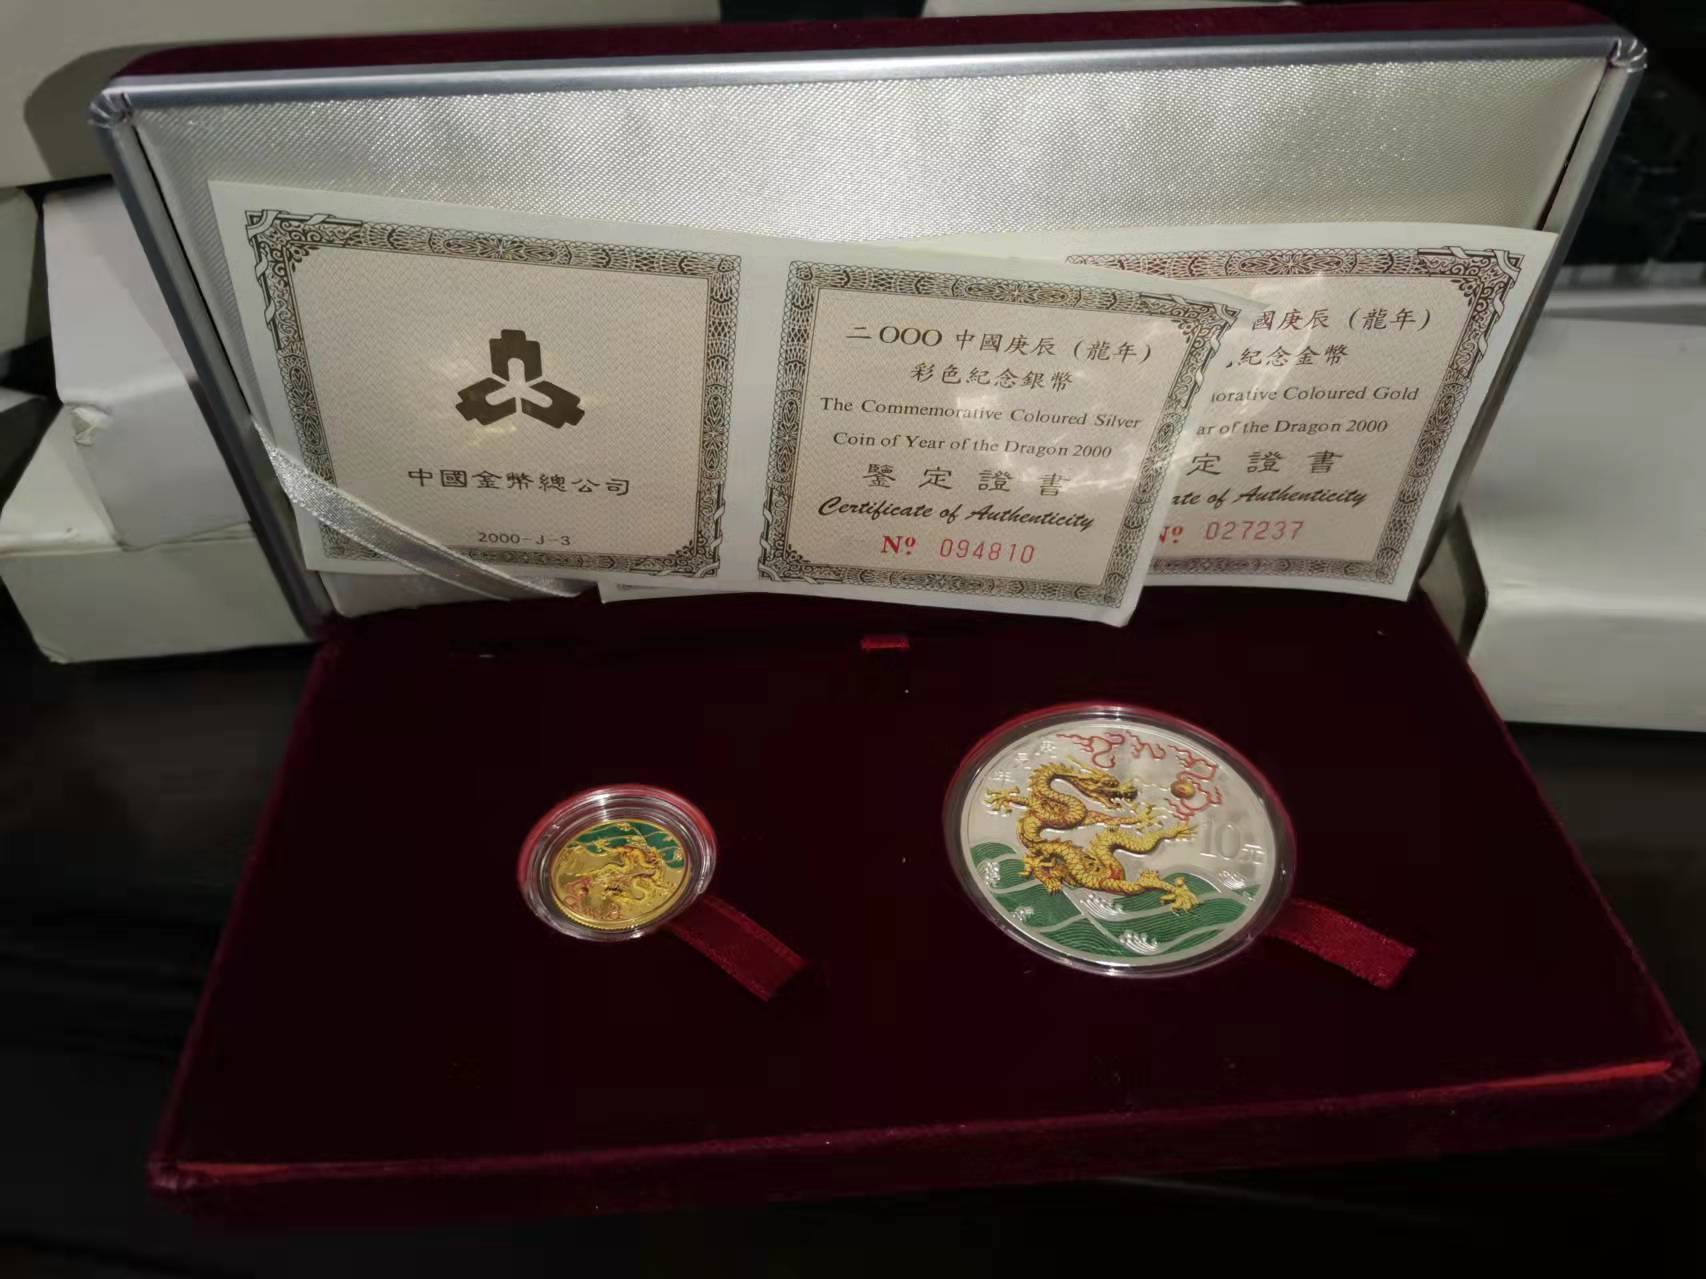 中國金幣總公司
2000-J-3
二OOO 中國庚辰（龍年）
彩色紀念銀幣
The Commemorative Coloured Silver
Coin of Year of the Dragon 2000
鑒定證書
Certificate of Authenticity
Nº 094810
國庚辰（龍年）
紀念金幣
Coloured Gold
of the Dragon 2000
定證書
of Authenticity
Nº 027237
10元